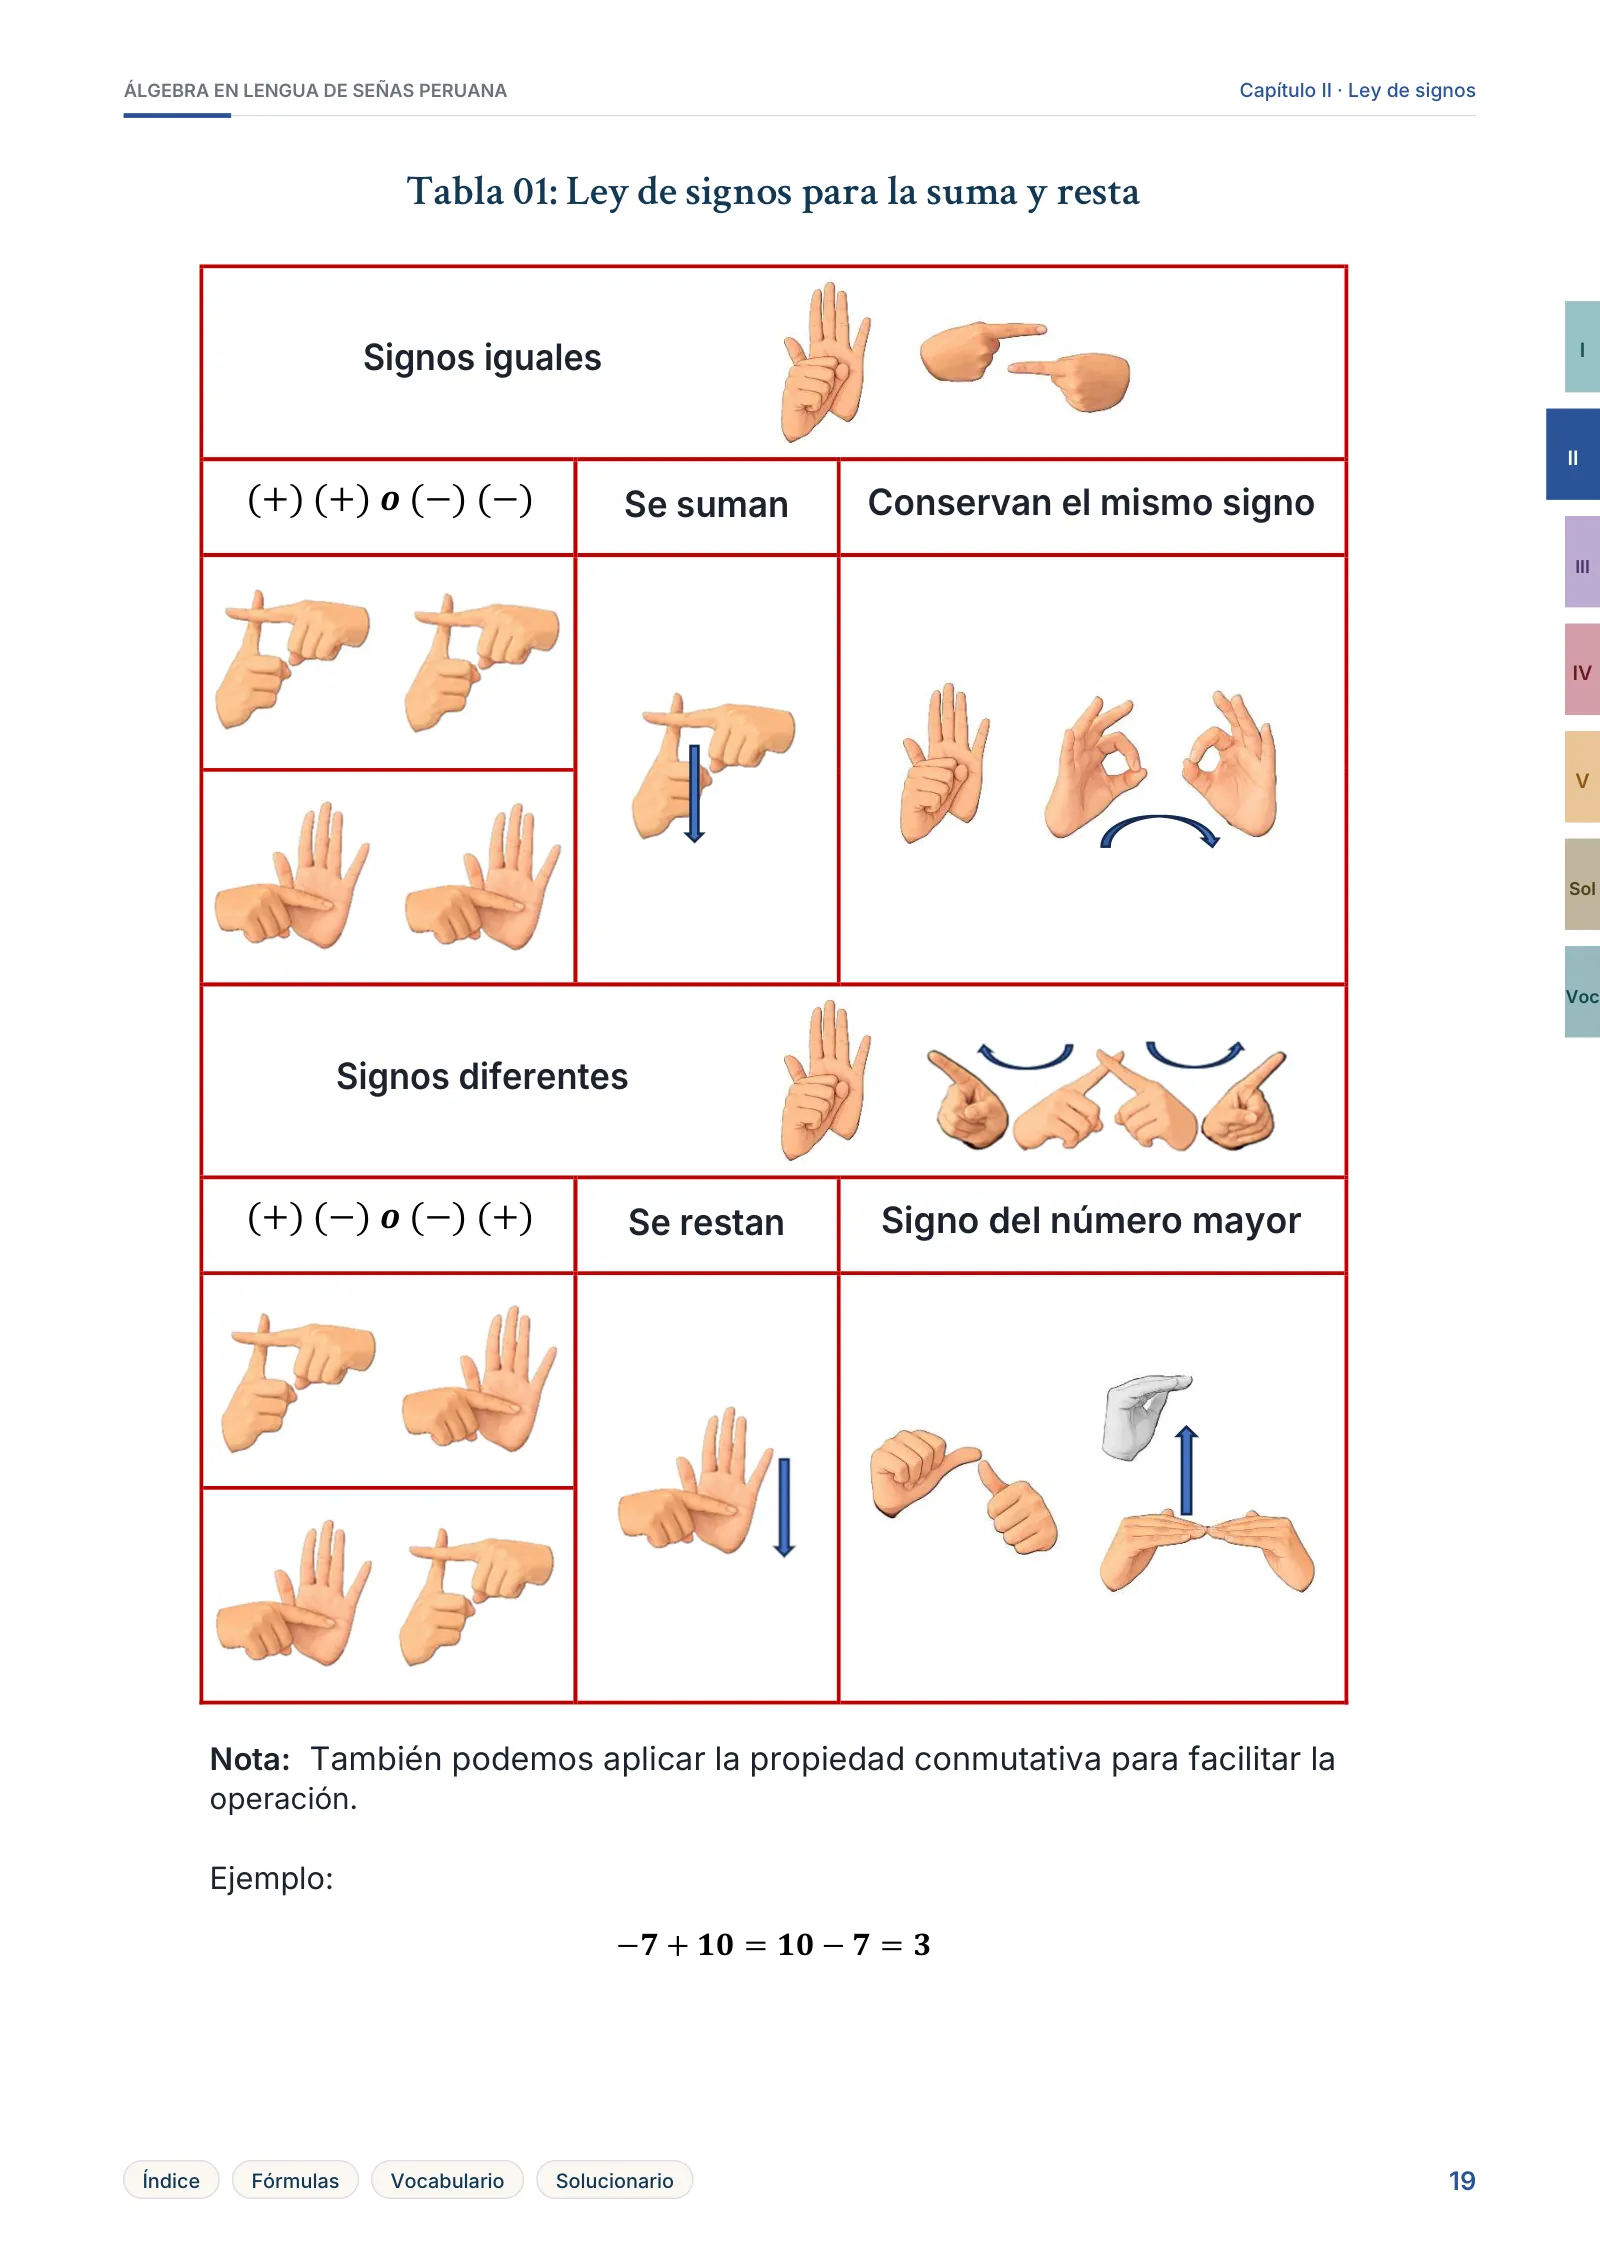 ÁLGEBRA EN LENGUA DE SEÑAS PERUANA
Capítulo II · Ley de signos
Tabla 01: Ley de signos para la suma y resta
Signos iguales
(+) (+) o (−) (−)
Se suman
Conservan el mismo signo
Signos diferentes
(+) (−) o (−) (+)
Se restan
Signo del número mayor
Nota: También podemos aplicar la propiedad conmutativa para facilitar la
operación.
Ejemplo:
−7 + 10 = 10 − 7 = 3
I
II
III
IV
V
Sol
Voc
Índice
Fórmulas
Vocabulario
Solucionario
19